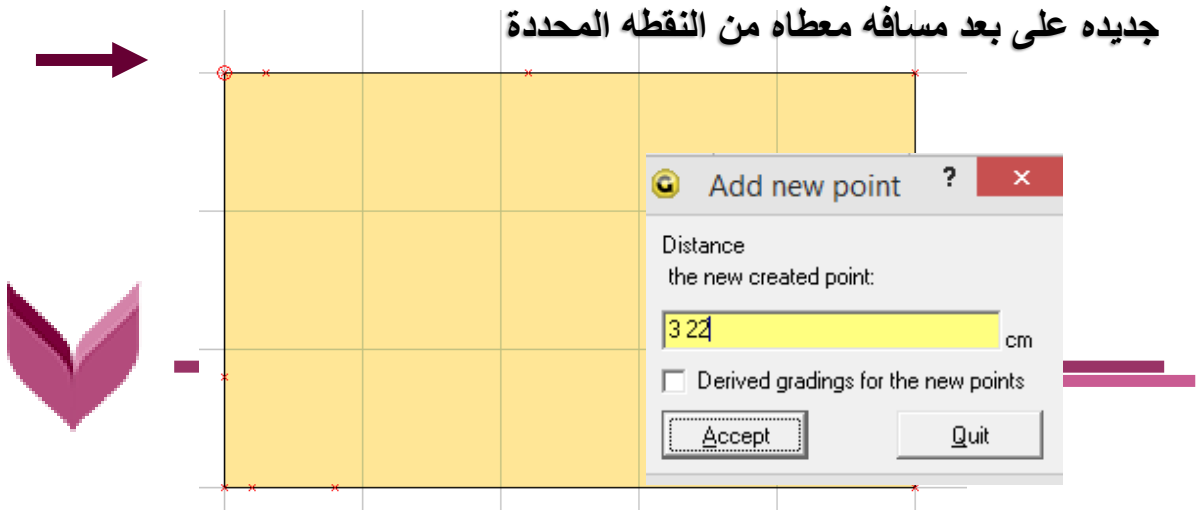 جديده على بعد مسافه معطاه من النقطه المحددة
Add new point ? ×
Distance
the new created point:
3 22
cm
Derived gradings for the new points
Accept Quit